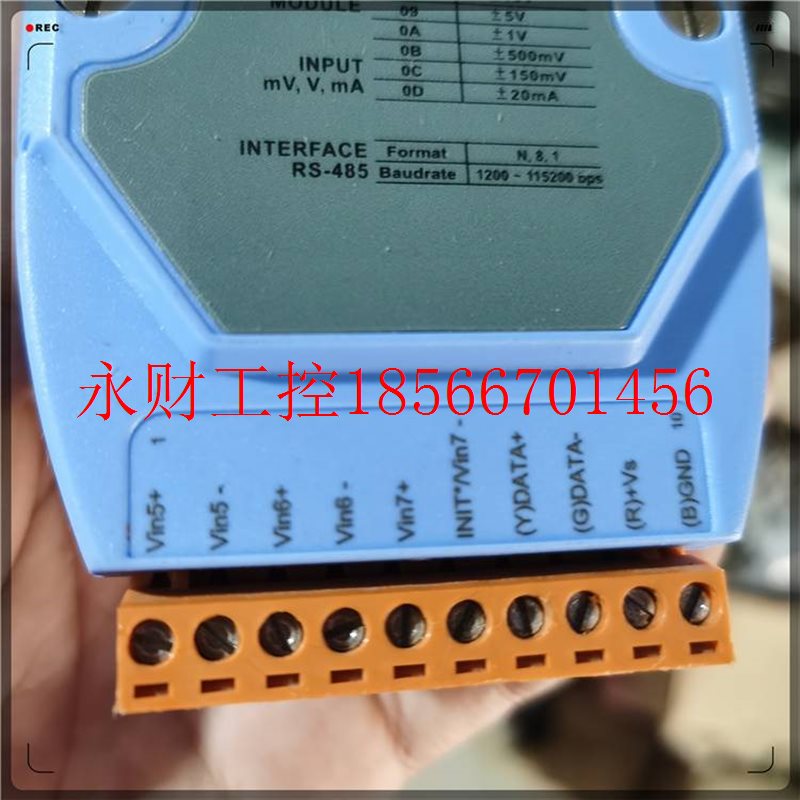 REC
MODULE
09 ±5V
0A ±1V
0B ±500mV
INPUT
mV, V, mA
0C ±150mV
0D ±20mA
INTERFACE
RS-485
Format N, 8, 1
Baudrate 1200 ~ 115200 bps
永财工控18566701456
1
10
Vin5+
Vin5 -
Vin6+
Vin6 -
Vin7+
INIT*/Vin7 -
(Y)DATA+
(G)DATA-
(R)+Vs
(B)GND